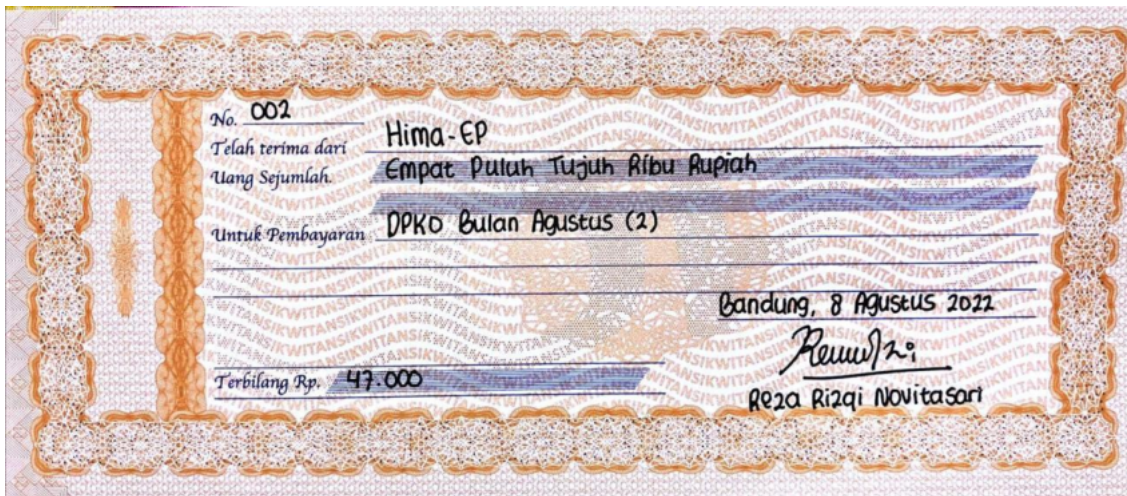 No. 002
Telah terima dari Hima-EP
Uang Sejumlah. Empat Puluh Tujuh Ribu Rupiah
Untuk Pembayaran DPKO Bulan Agustus (2)
Bandung, 8 Agustus 2022
Terbilang Rp. 47.000
Reza Rizqi Novitasari